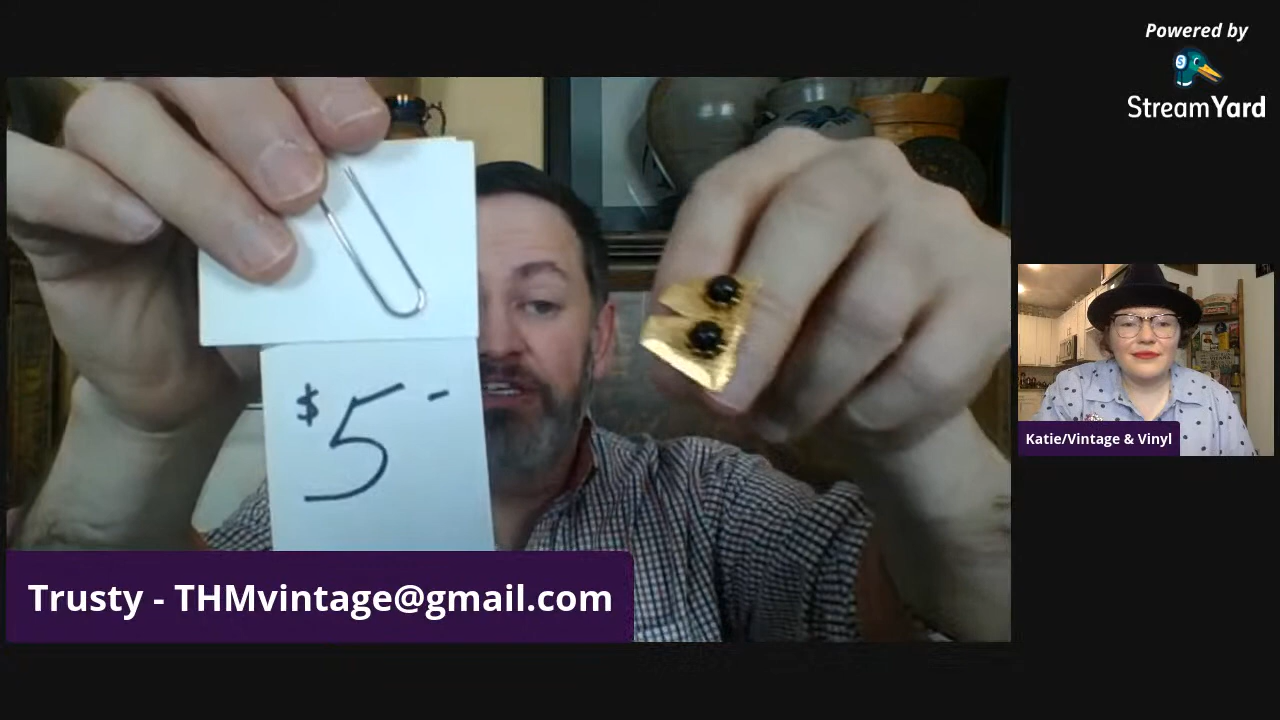 Powered by
StreamYard
$5-
Katie/Vintage & Vinyl
Trusty - THMvintage@gmail.com